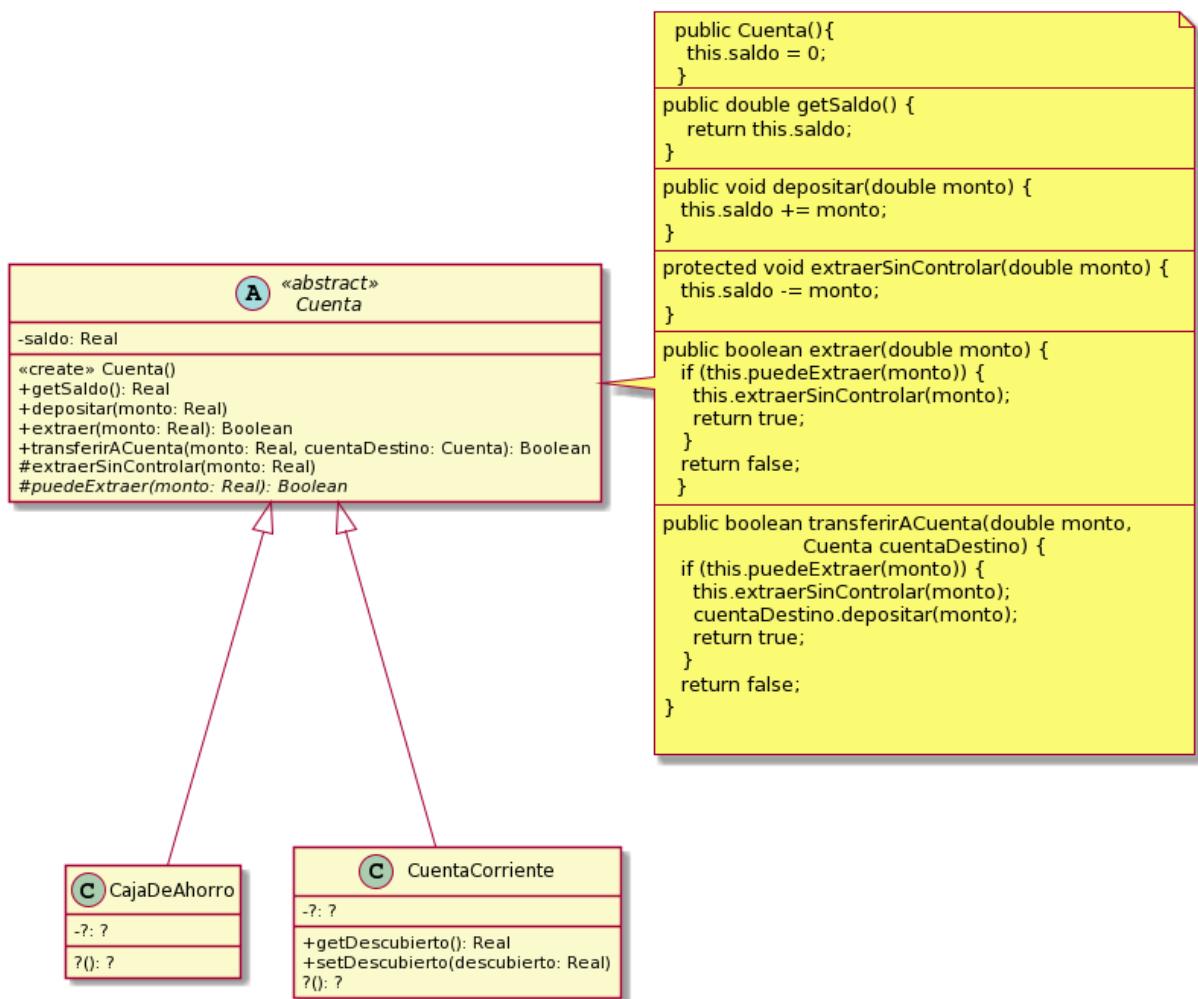 public Cuenta(){
this.saldo = 0;
}
public double getSaldo() {
return this.saldo;
}
public void depositar(double monto) {
this.saldo += monto;
}
protected void extraerSinControlar(double monto) {
this.saldo -= monto;
}
public boolean extraer(double monto) {
if (this.puedeExtraer(monto)) {
this.extraerSinControlar(monto);
return true;
}
return false;
}
public boolean transferirACuenta(double monto,
Cuenta cuentaDestino) {
if (this.puedeExtraer(monto)) {
this.extraerSinControlar(monto);
cuentaDestino.depositar(monto);
return true;
}
return false;
}
A
«abstract»
Cuenta
-saldo: Real
«create» Cuenta()
+getSaldo(): Real
+depositar(monto: Real)
+extraer(monto: Real): Boolean
+transferirACuenta(monto: Real, cuentaDestino: Cuenta): Boolean
#extraerSinControlar(monto: Real)
#puedeExtraer(monto: Real): Boolean
C CajaDeAhorro
-?: ?
?(): ?
C CuentaCorriente
-?: ?
+getDescubierto(): Real
+setDescubierto(descubierto: Real)
?(): ?